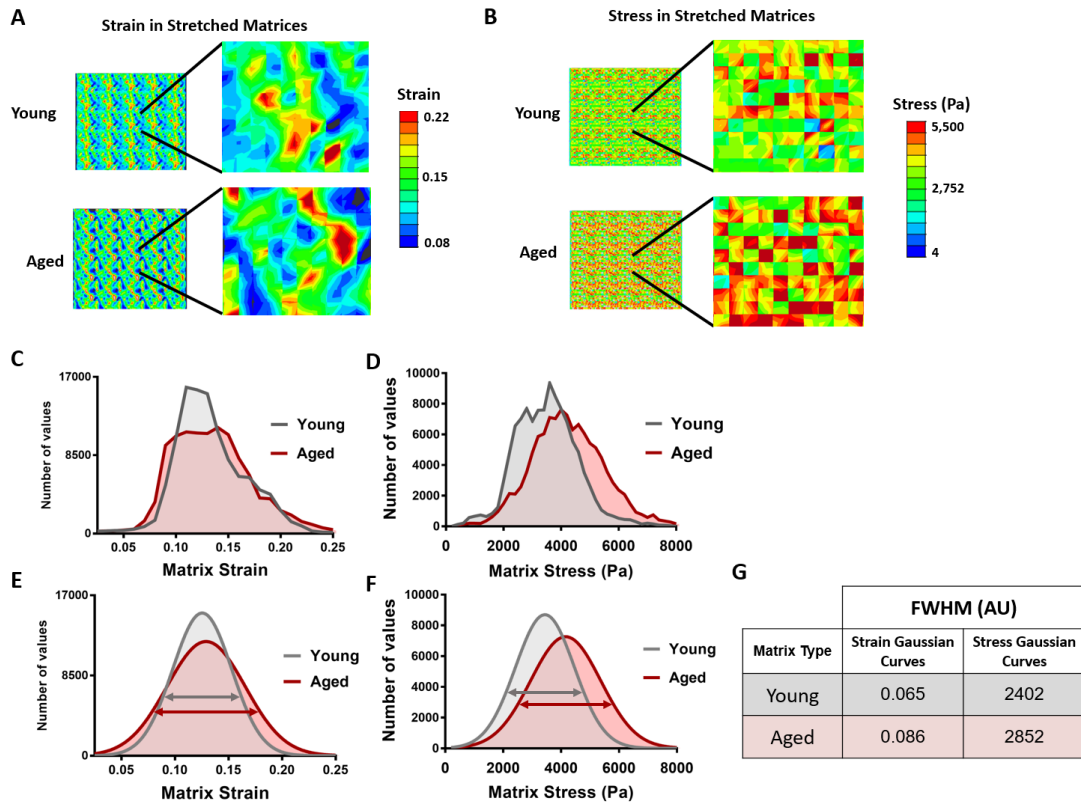 A
Strain in Stretched Matrices
Young
Aged
Strain
0.22
0.15
0.08
B
Stress in Stretched Matrices
Young
Aged
Stress (Pa)
5,500
2,752
4
C
17000
8500
0
Number of values
0.05
0.10
0.15
0.20
0.25
Matrix Strain
Young
Aged
D
10000
8000
6000
4000
2000
0
Number of values
0
2000
4000
6000
8000
Matrix Stress (Pa)
Young
Aged
E
17000
8500
0
Number of values
0.05
0.10
0.15
0.20
0.25
Matrix Strain
Young
Aged
F
10000
8000
6000
4000
2000
0
Number of values
0
2000
4000
6000
8000
Matrix Stress (Pa)
Young
Aged
G
FWHM (AU)
Matrix Type
Strain Gaussian
Curves
Stress Gaussian
Curves
Young
0.065
2402
Aged
0.086
2852